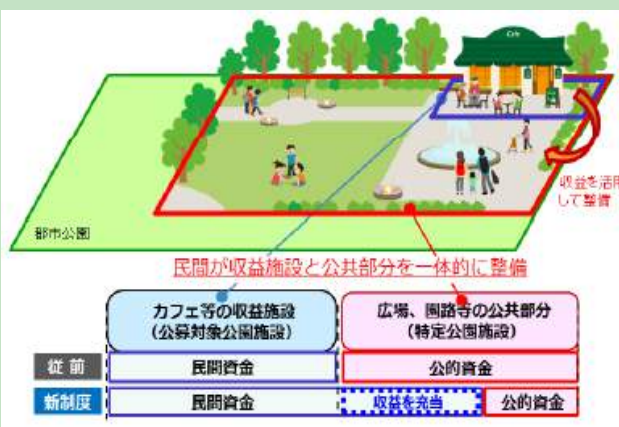 Cafe
収益を活用
して整備
都市公園
民間が収益施設と公共部分を一体的に整備
カフェ等の収益施設
(公募対象公園施設)
広場、園路等の公共部分
(特定公園施設)
従前
民間資金
公的資金
新制度
民間資金
収益を充当
公的資金